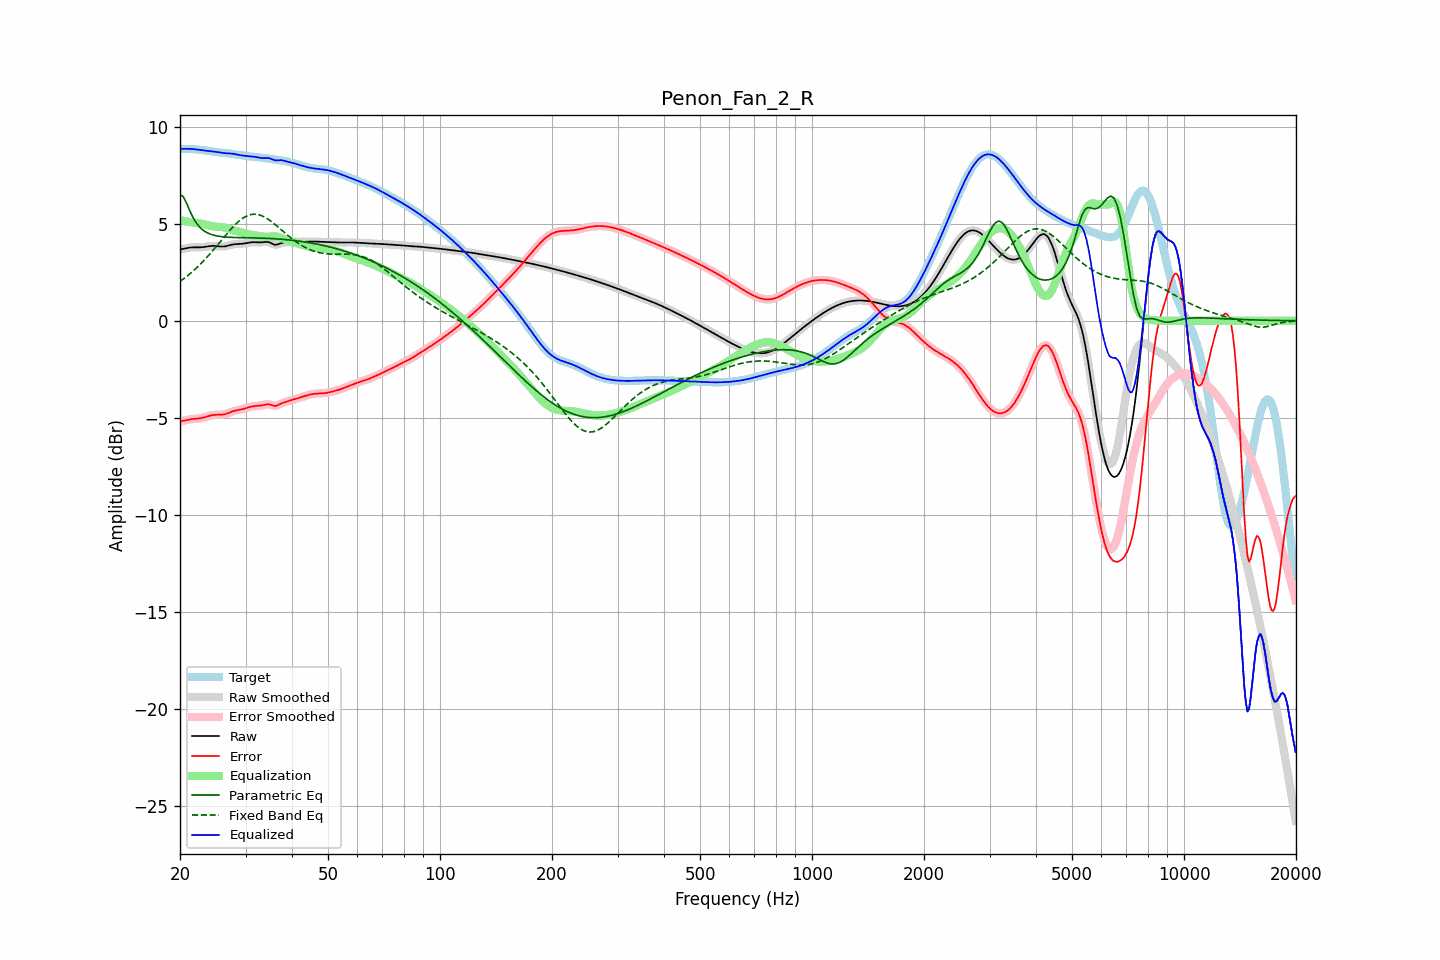 Penon_Fan_2_R
Amplitude (dBr)
10
5
0
−5
−10
−15
−20
−25
Target
Raw Smoothed
Error Smoothed
Raw
Error
Equalization
Parametric Eq
Fixed Band Eq
Equalized
20 50 100 200 500 1000 2000 5000 10000 20000
Frequency (Hz)